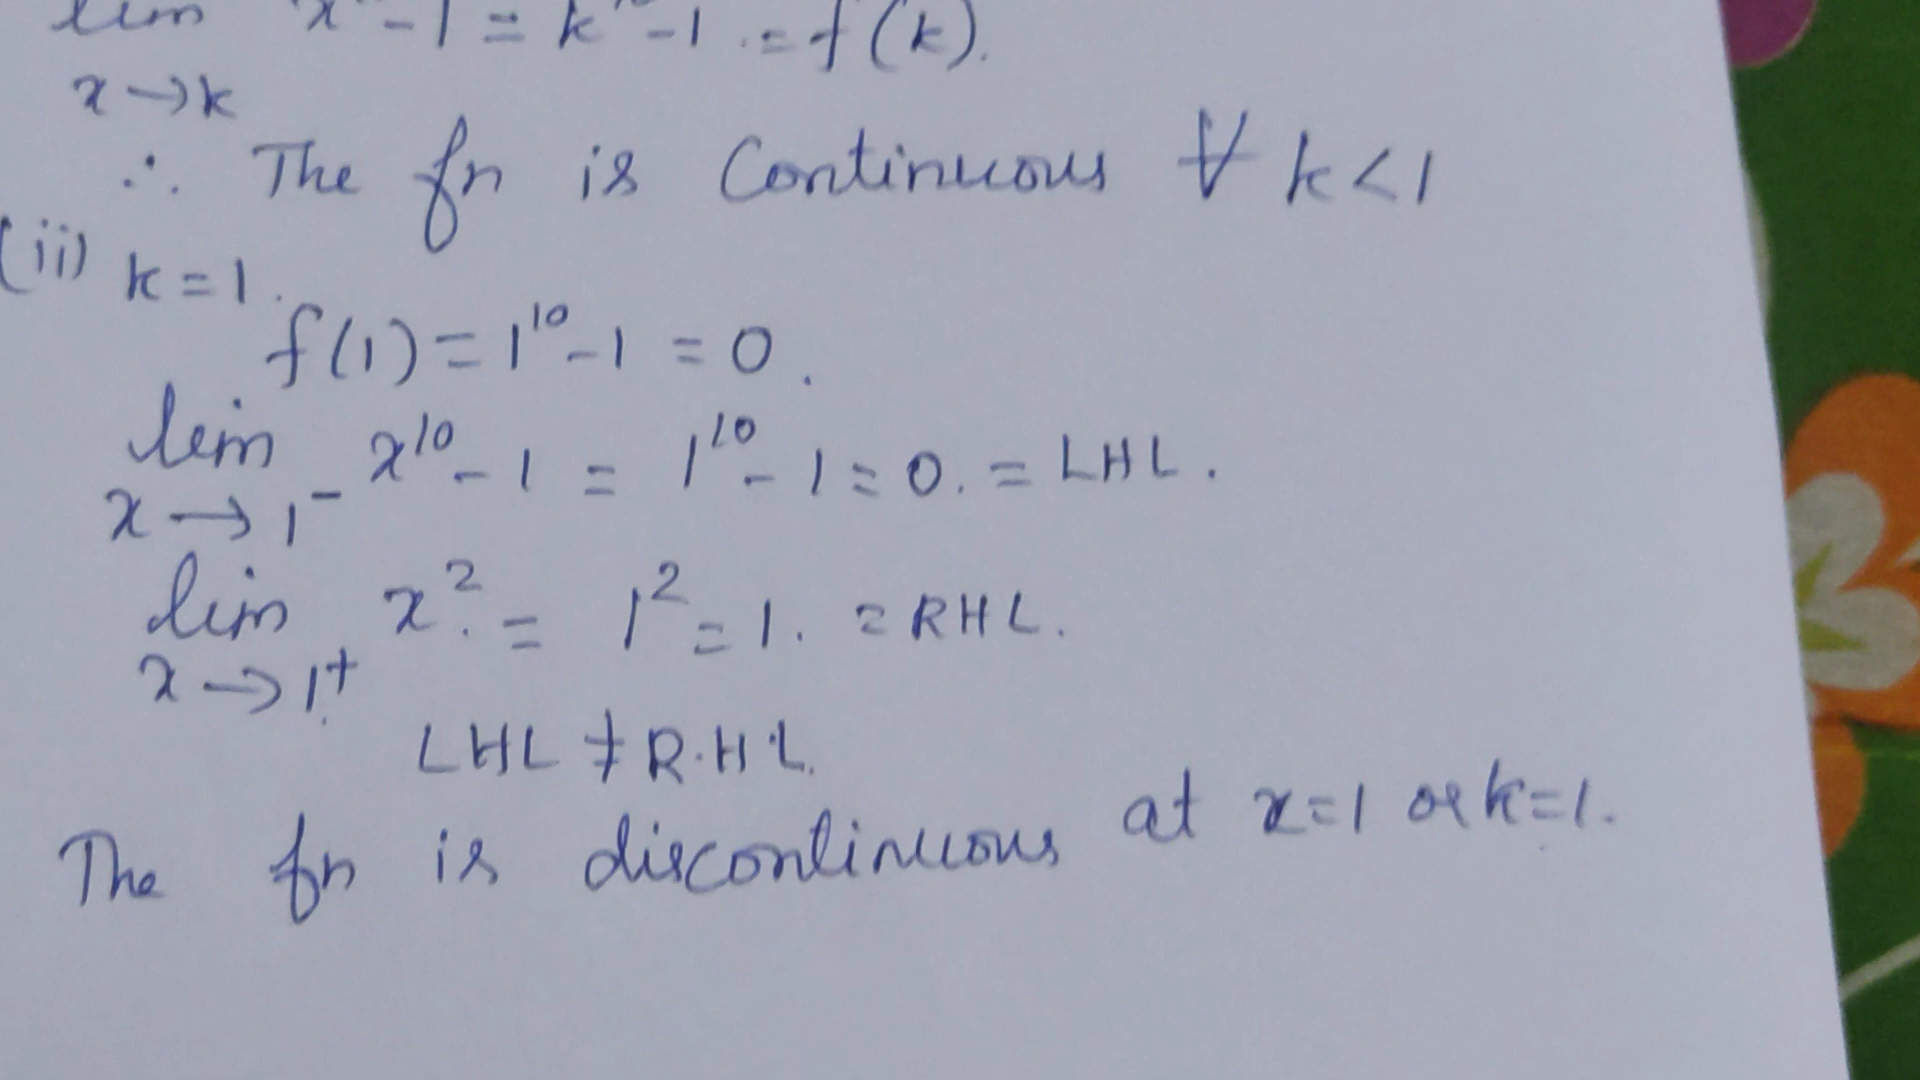 lim x¹⁰-1 = k¹⁰-1 .= f(k).
x→k
∴ The fn is Continuous ∀ k<1
(ii) k=1.
f(1) = 1¹⁰-1 = 0.
lim x¹⁰-1 = 1¹⁰-1 = 0. = LHL.
x→1⁻
lim x². = 1² = 1. = RHL.
x→1⁺
LHL ≠ R.H.L.
The fn is discontinuous at x=1 or k=1.